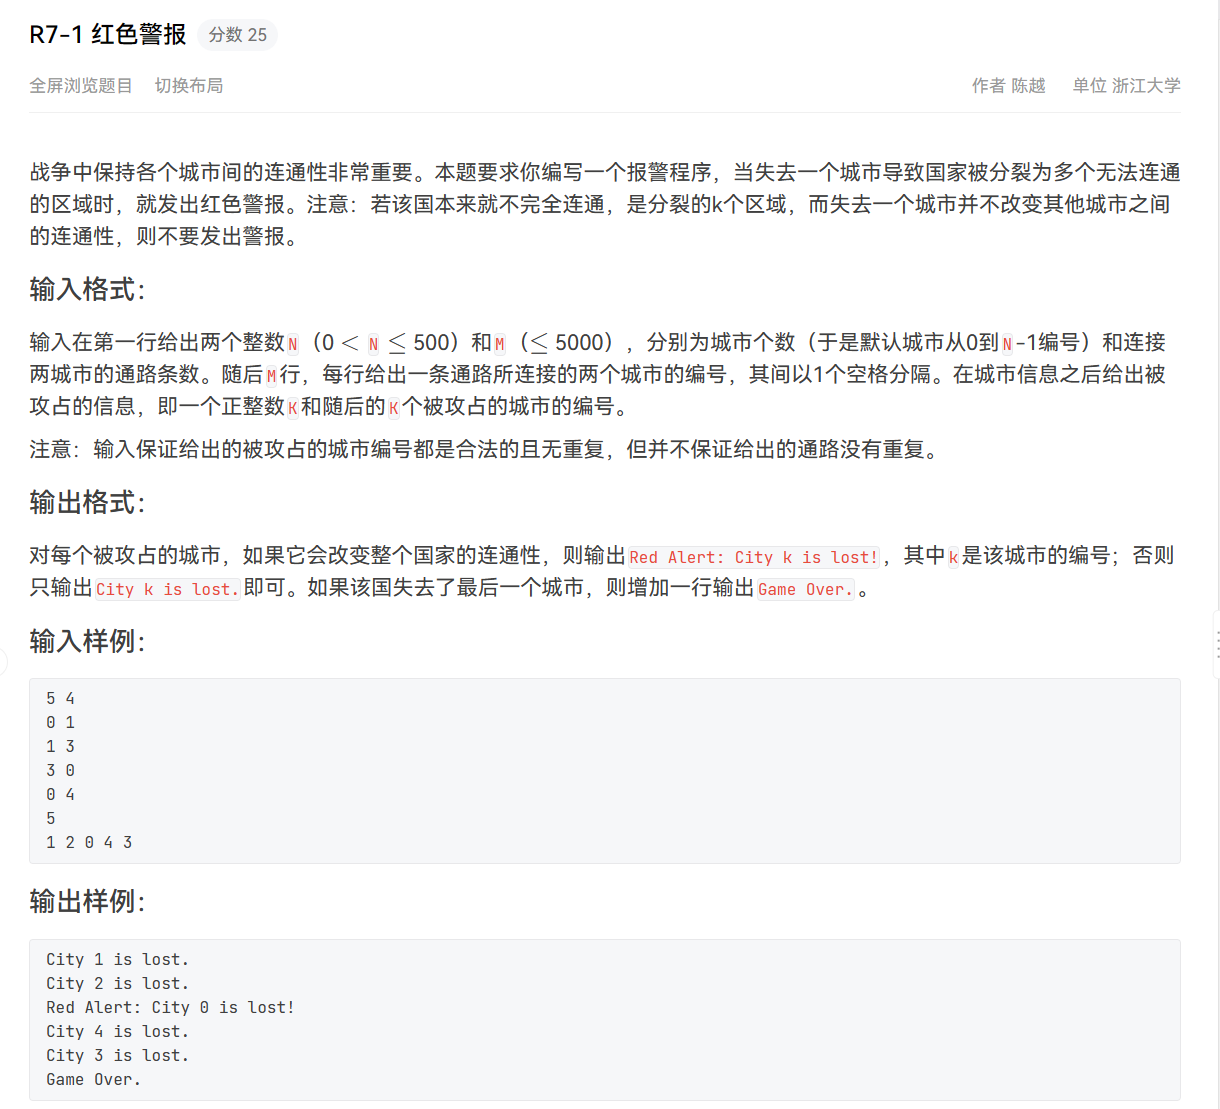 R7-1 红色警报 分数 25
全屏浏览题目 切换布局 作者 陈越 单位 浙江大学
战争中保持各个城市间的连通性非常重要。本题要求你编写一个报警程序，当失去一个城市导致国家被分裂为多个无法连通
的区域时，就发出红色警报。注意：若该国本来就不完全连通，是分裂的k个区域，而失去一个城市并不改变其他城市之间
的连通性，则不要发出警报。
输入格式：
输入在第一行给出两个整数N（0 < N ≤ 500）和M（≤ 5000），分别为城市个数（于是默认城市从0到N-1编号）和连接
两城市的通路条数。随后M行，每行给出一条通路所连接的两个城市的编号，其间以1个空格分隔。在城市信息之后给出被
攻占的信息，即一个正整数K和随后的K个被攻占的城市的编号。
注意：输入保证给出的被攻占的城市编号都是合法的且无重复，但并不保证给出的通路没有重复。
输出格式：
对每个被攻占的城市，如果它会改变整个国家的连通性，则输出Red Alert: City k is lost!，其中k是该城市的编号；否则
只输出City k is lost.即可。如果该国失去了最后一个城市，则增加一行输出Game Over.。
输入样例：
5 4
0 1
1 3
3 0
0 4
5
1 2 0 4 3
输出样例：
City 1 is lost.
City 2 is lost.
Red Alert: City 0 is lost!
City 4 is lost.
City 3 is lost.
Game Over.